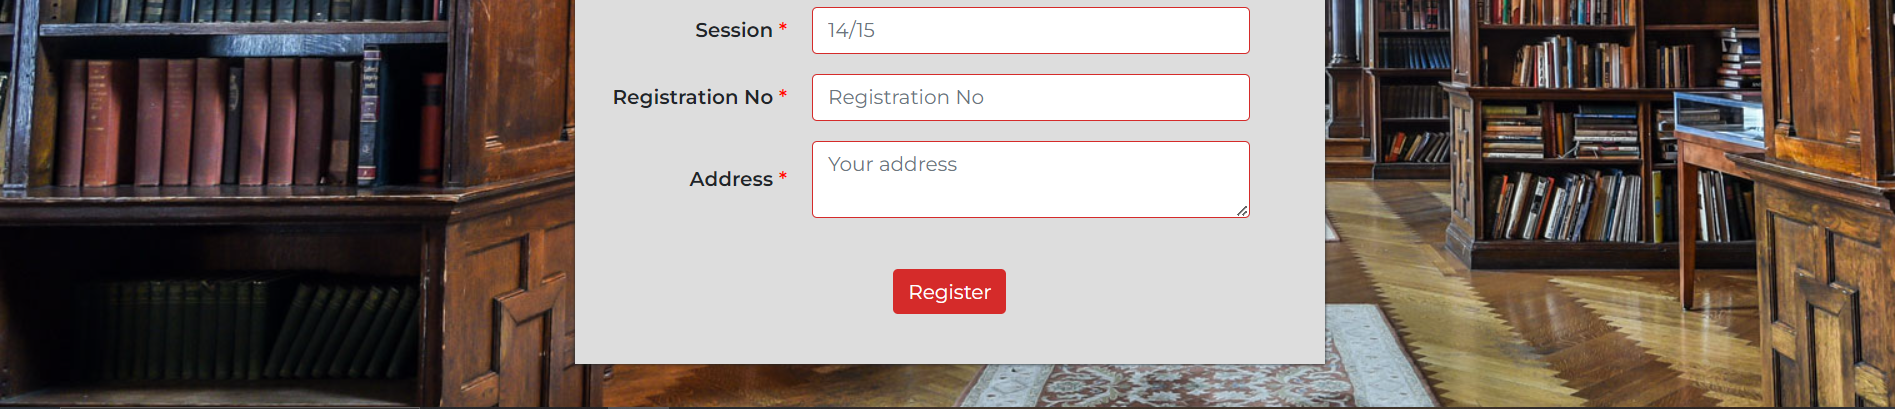 Session *
14/15
Registration No *
Registration No
Address *
Your address
Register